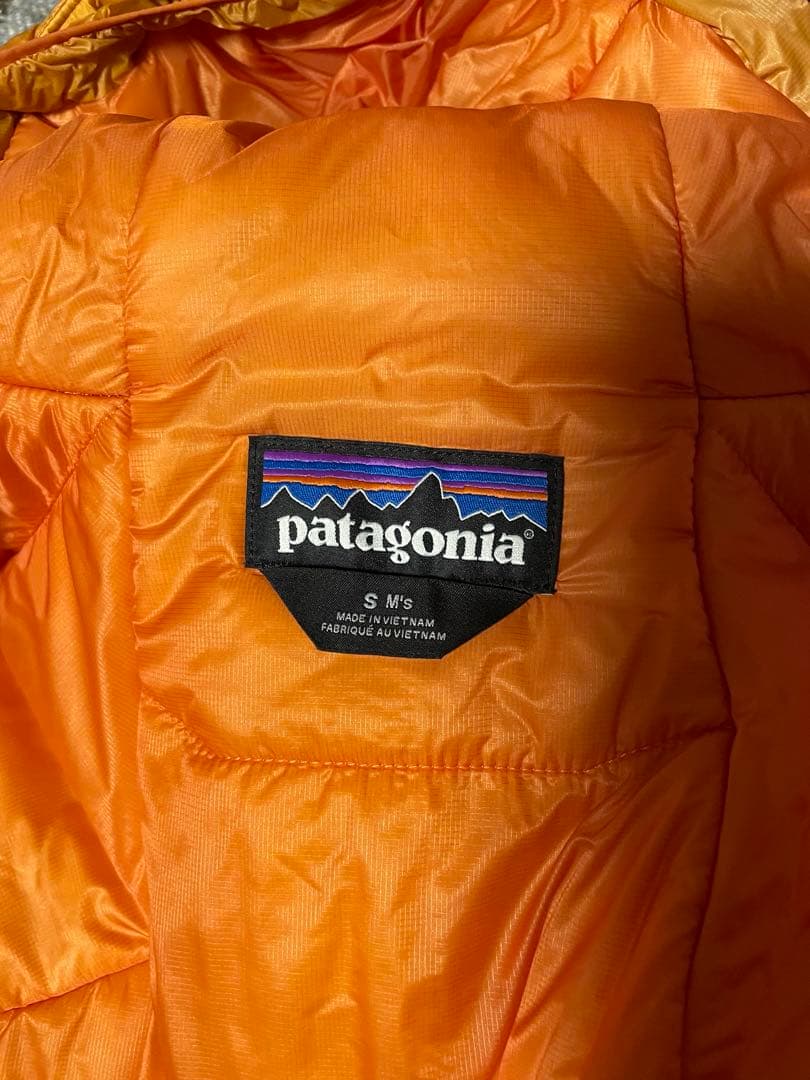 patagonia®
S M's
MADE IN VIETNAM
FABRIQUÉ AU VIETNAM